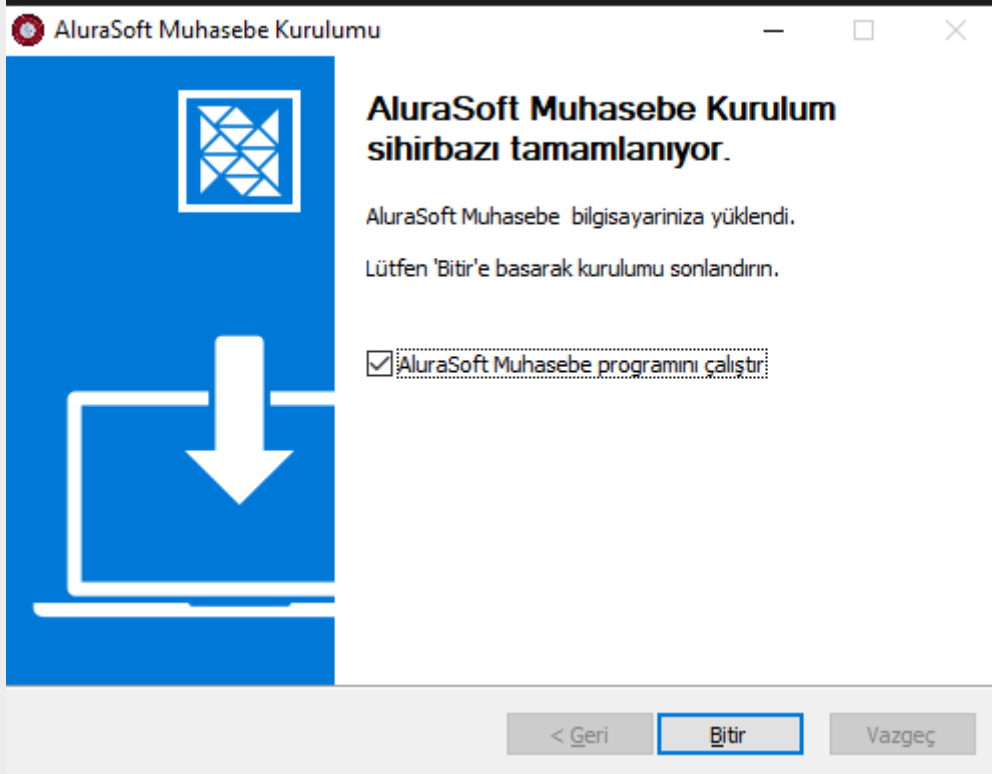 AluraSoft Muhasebe Kurulumu
AluraSoft Muhasebe Kurulum
sihirbazı tamamlanıyor.
AluraSoft Muhasebe  bilgisayariniza yüklendi.
Lütfen 'Bitir'e basarak kurulumu sonlandırın.
AluraSoft Muhasebe programını çalıştır
< Geri
Bitir
Vazgeç